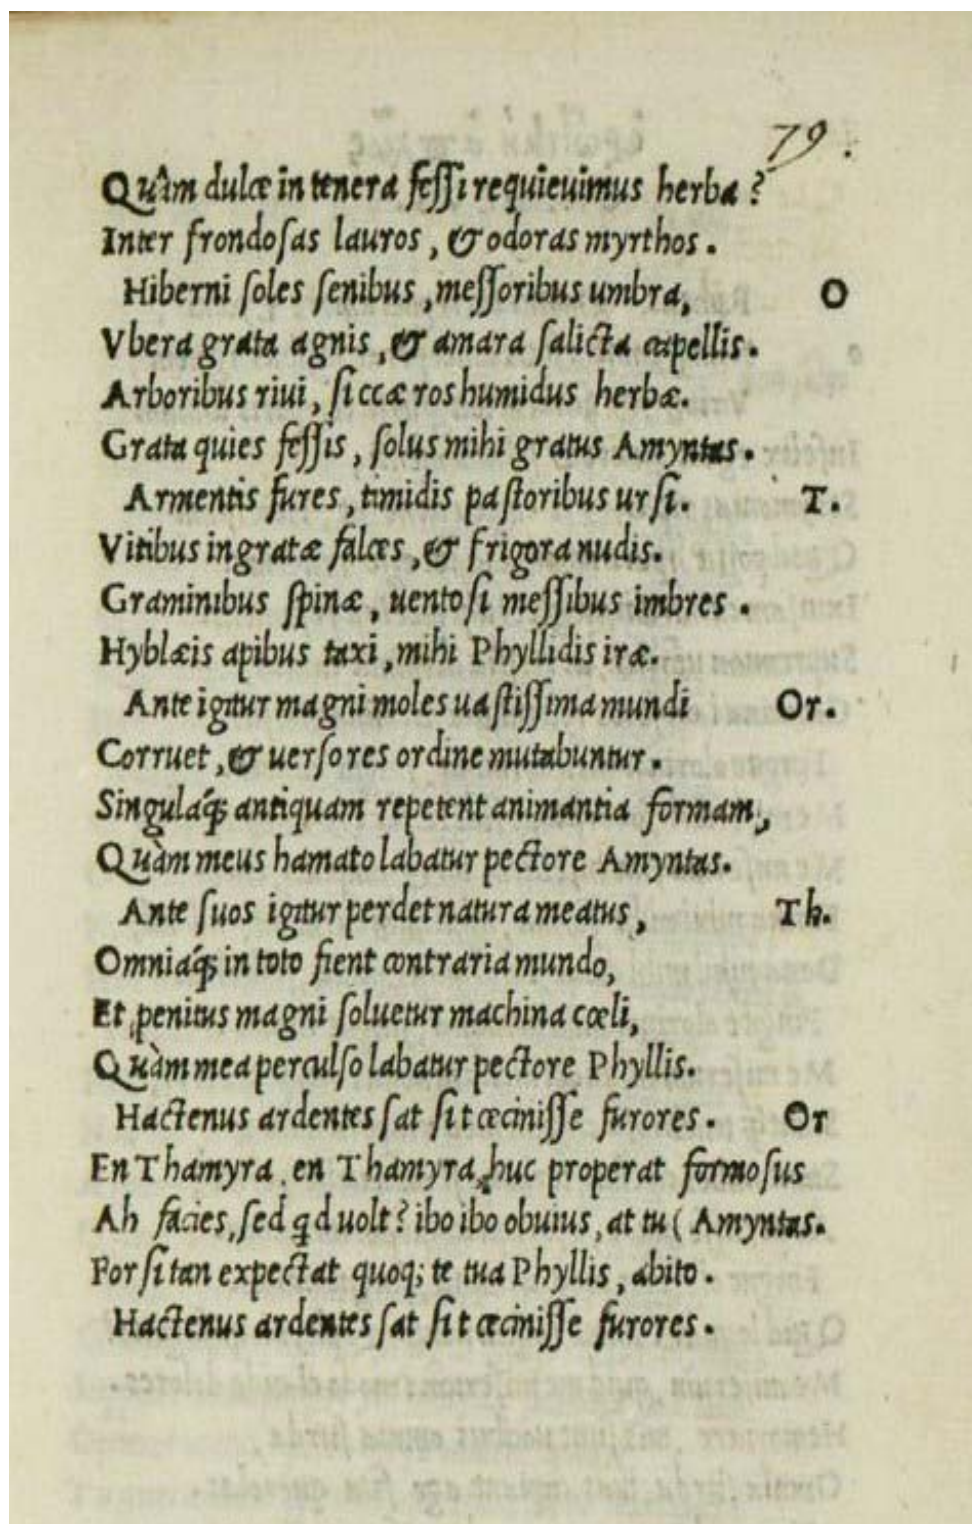 79.
Quàm dulce in tenera fessi requieuimus herba?
Inter frondosas lauros, & odoras myrthos.
Hiberni soles senibus, messoribus umbra, O
Vbera grata agnis, & amara salicta capellis.
Arboribus riui, siccæ ros humidus herbæ.
Grata quies fessis, solus mihi gratus Amyntas.
Armentis fures, timidis pastoribus ursi. T.
Vitibus ingratæ falces, & frigora nudis.
Graminibus spinæ, uentosi messibus imbres.
Hyblæis apibus taxi, mihi Phyllidis iræ.
Ante igitur magni moles uastissima mundi Or.
Corruet, & uerso res ordine mutabuntur.
Singulaq́; antiquam repetent animantia formam,
Quàm meus hamato labatur pectore Amyntas.
Ante suos igitur perdet natura meatus, Th.
Omniaq́; in toto fient contraria mundo,
Et penitus magni soluetur machina cœli,
Quàm mea perculso labatur pectore Phyllis.
Hactenus ardentes sat sit cecinisse furores. Or
En Thamyra, en Thamyra, huc properat formosus
Ah facies, sed qd uolt? ibo ibo obuius, at tu (Amyntas.
Forsitan expectat quoq; te tua Phyllis, abito.
Hactenus ardentes sat sit cecinisse furores.